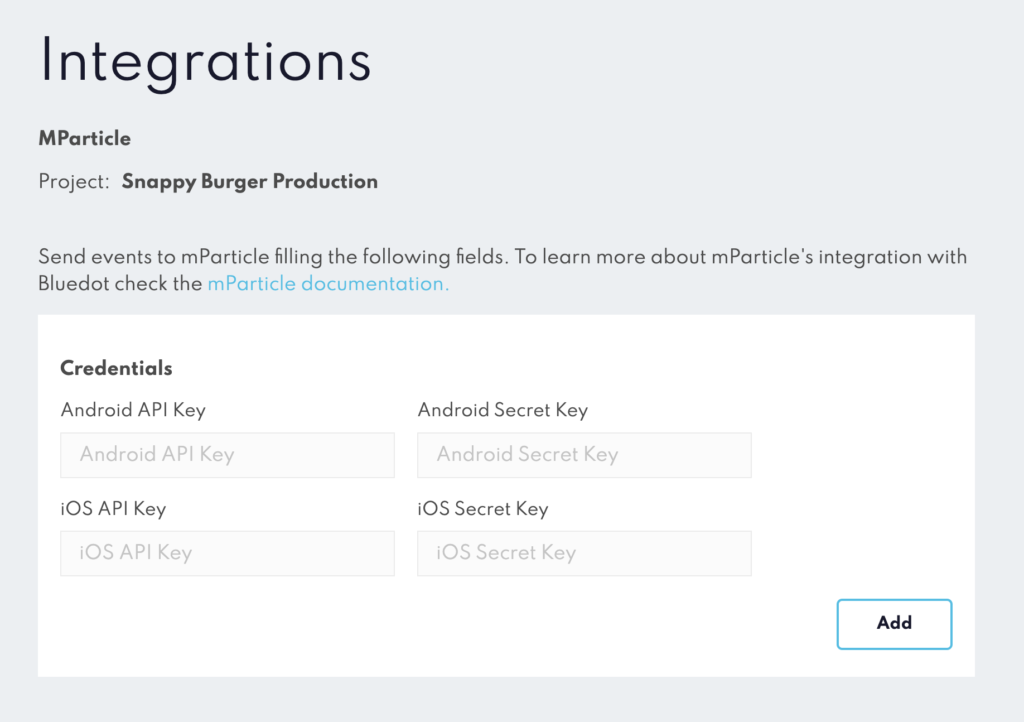 Integrations
MParticle
Project: Snappy Burger Production
Send events to mParticle filling the following fields. To learn more about mParticle's integration with
Bluedot check the mParticle documentation.
Credentials
Android API Key Android Secret Key
Android API Key Android Secret Key
iOS API Key iOS Secret Key
iOS API Key iOS Secret Key
Add